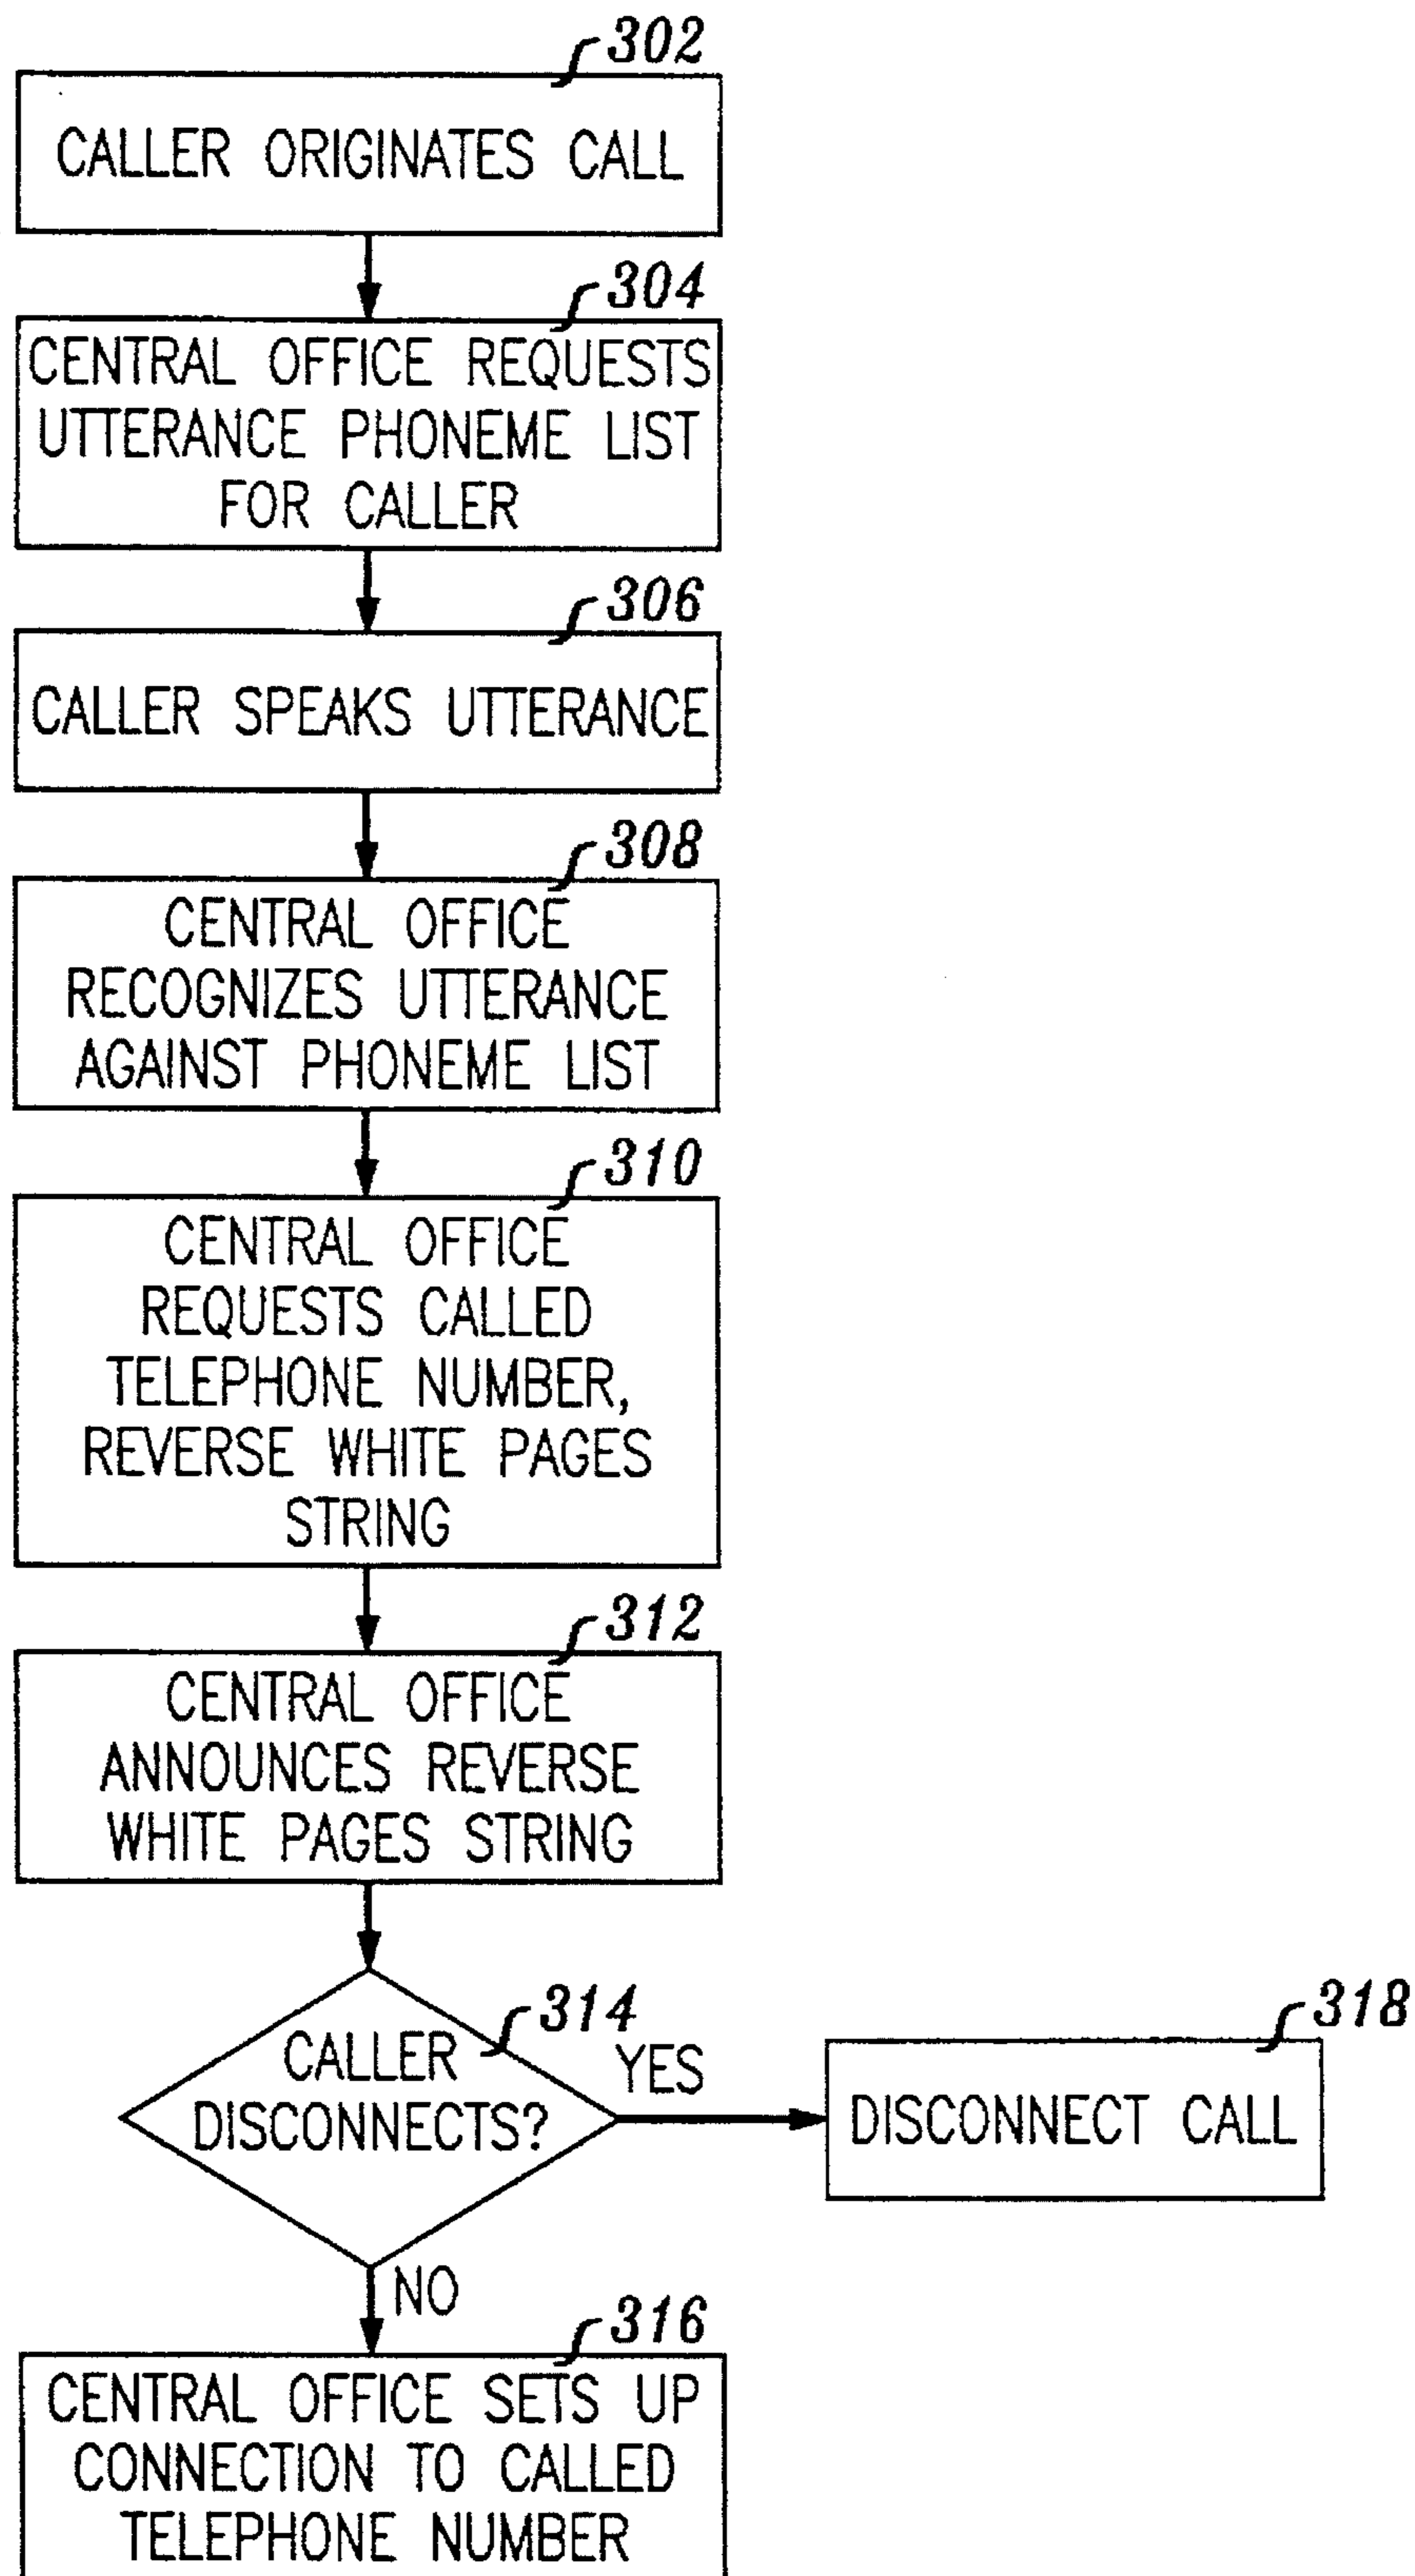 302
CALLER ORIGINATES CALL
304
CENTRAL OFFICE REQUESTS
UTTERANCE PHONEME LIST
FOR CALLER
306
CALLER SPEAKS UTTERANCE
308
CENTRAL OFFICE
RECOGNIZES UTTERANCE
AGAINST PHONEME LIST
310
CENTRAL OFFICE
REQUESTS CALLED
TELEPHONE NUMBER,
REVERSE WHITE PAGES
STRING
312
CENTRAL OFFICE
ANNOUNCES REVERSE
WHITE PAGES STRING
314
CALLER
DISCONNECTS?
YES
318
DISCONNECT CALL
NO
316
CENTRAL OFFICE SETS UP
CONNECTION TO CALLED
TELEPHONE NUMBER